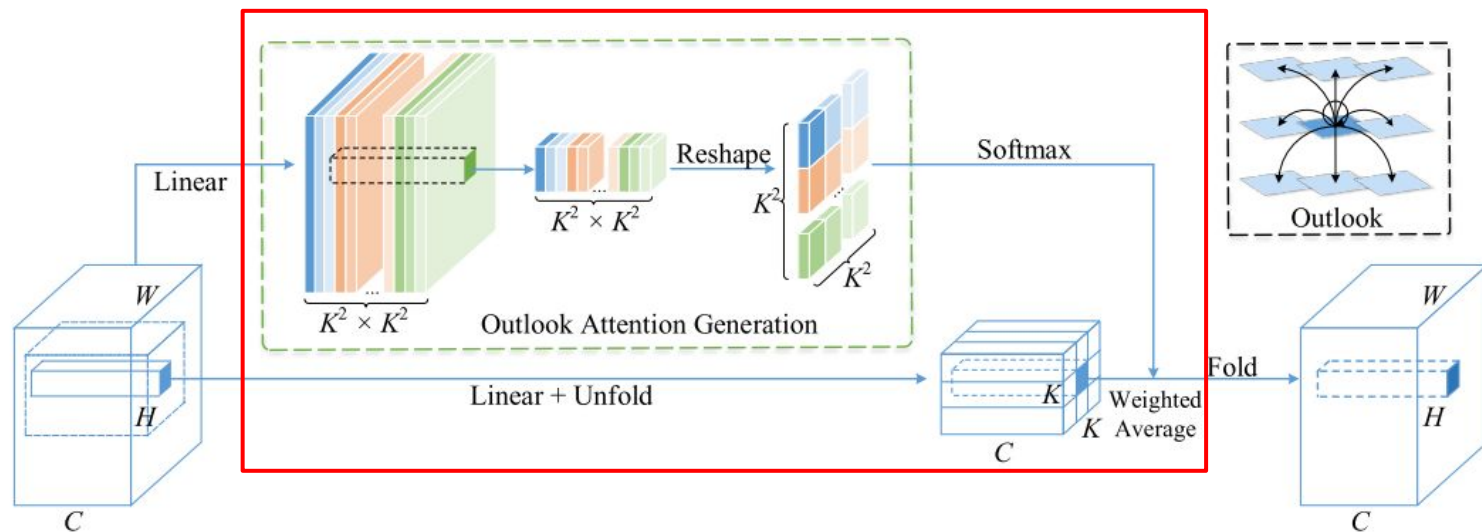 Linear
K² × K²
...
K² × K²
...
Reshape
K²
...
K²
Softmax
Outlook Attention Generation
Outlook
W
H
C
Linear + Unfold
K
K
C
Weighted
Average
Fold
W
H
C